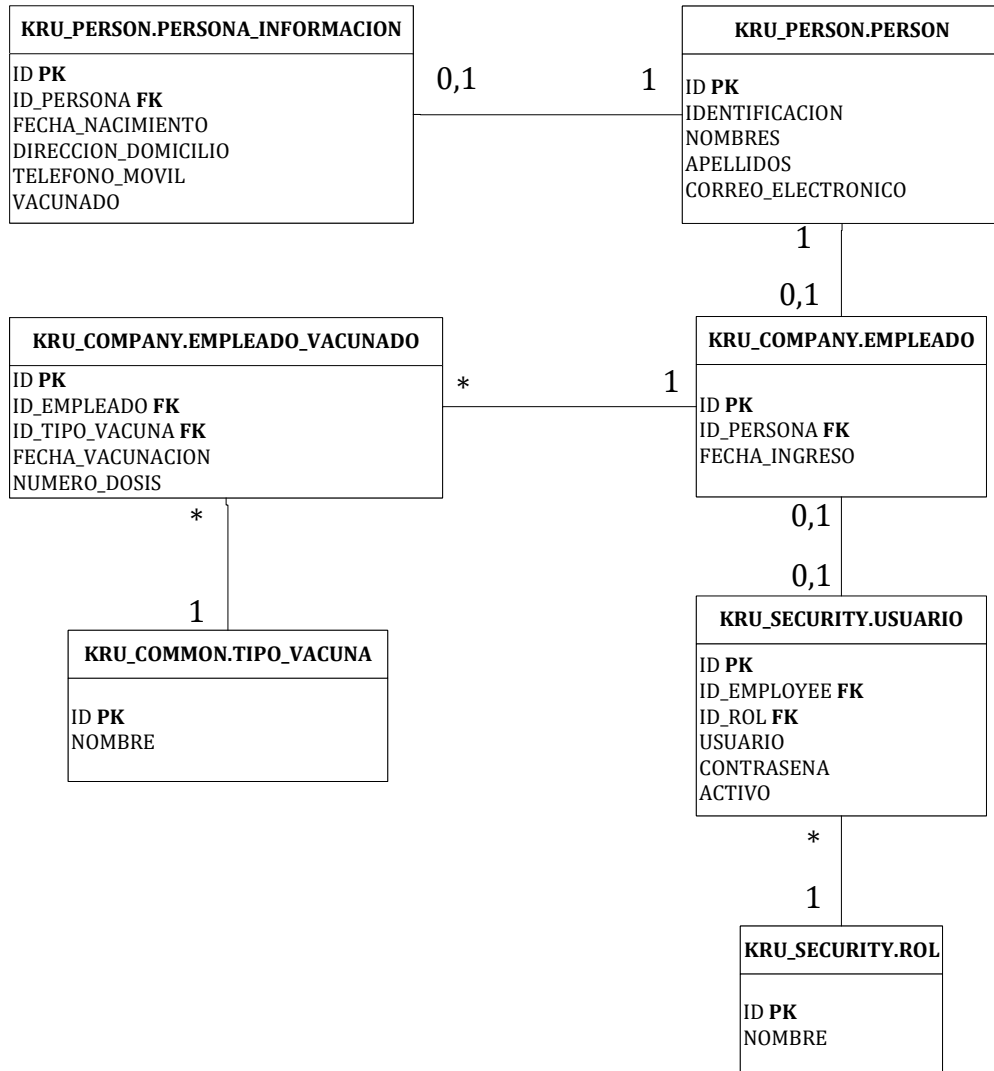 KRU_PERSON.PERSONA_INFORMACION
ID PK
ID_PERSONA FK
FECHA_NACIMIENTO
DIRECCION_DOMICILIO
TELEFONO_MOVIL
VACUNADO
0,1
1
KRU_PERSON.PERSON
ID PK
IDENTIFICACION
NOMBRES
APELLIDOS
CORREO_ELECTRONICO
1
0,1
KRU_COMPANY.EMPLEADO_VACUNADO
ID PK
ID_EMPLEADO FK
ID_TIPO_VACUNA FK
FECHA_VACUNACION
NUMERO_DOSIS
*
1
KRU_COMPANY.EMPLEADO
ID PK
ID_PERSONA FK
FECHA_INGRESO
*
1
KRU_COMMON.TIPO_VACUNA
ID PK
NOMBRE
0,1
0,1
KRU_SECURITY.USUARIO
ID PK
ID_EMPLOYEE FK
ID_ROL FK
USUARIO
CONTRASENA
ACTIVO
*
1
KRU_SECURITY.ROL
ID PK
NOMBRE